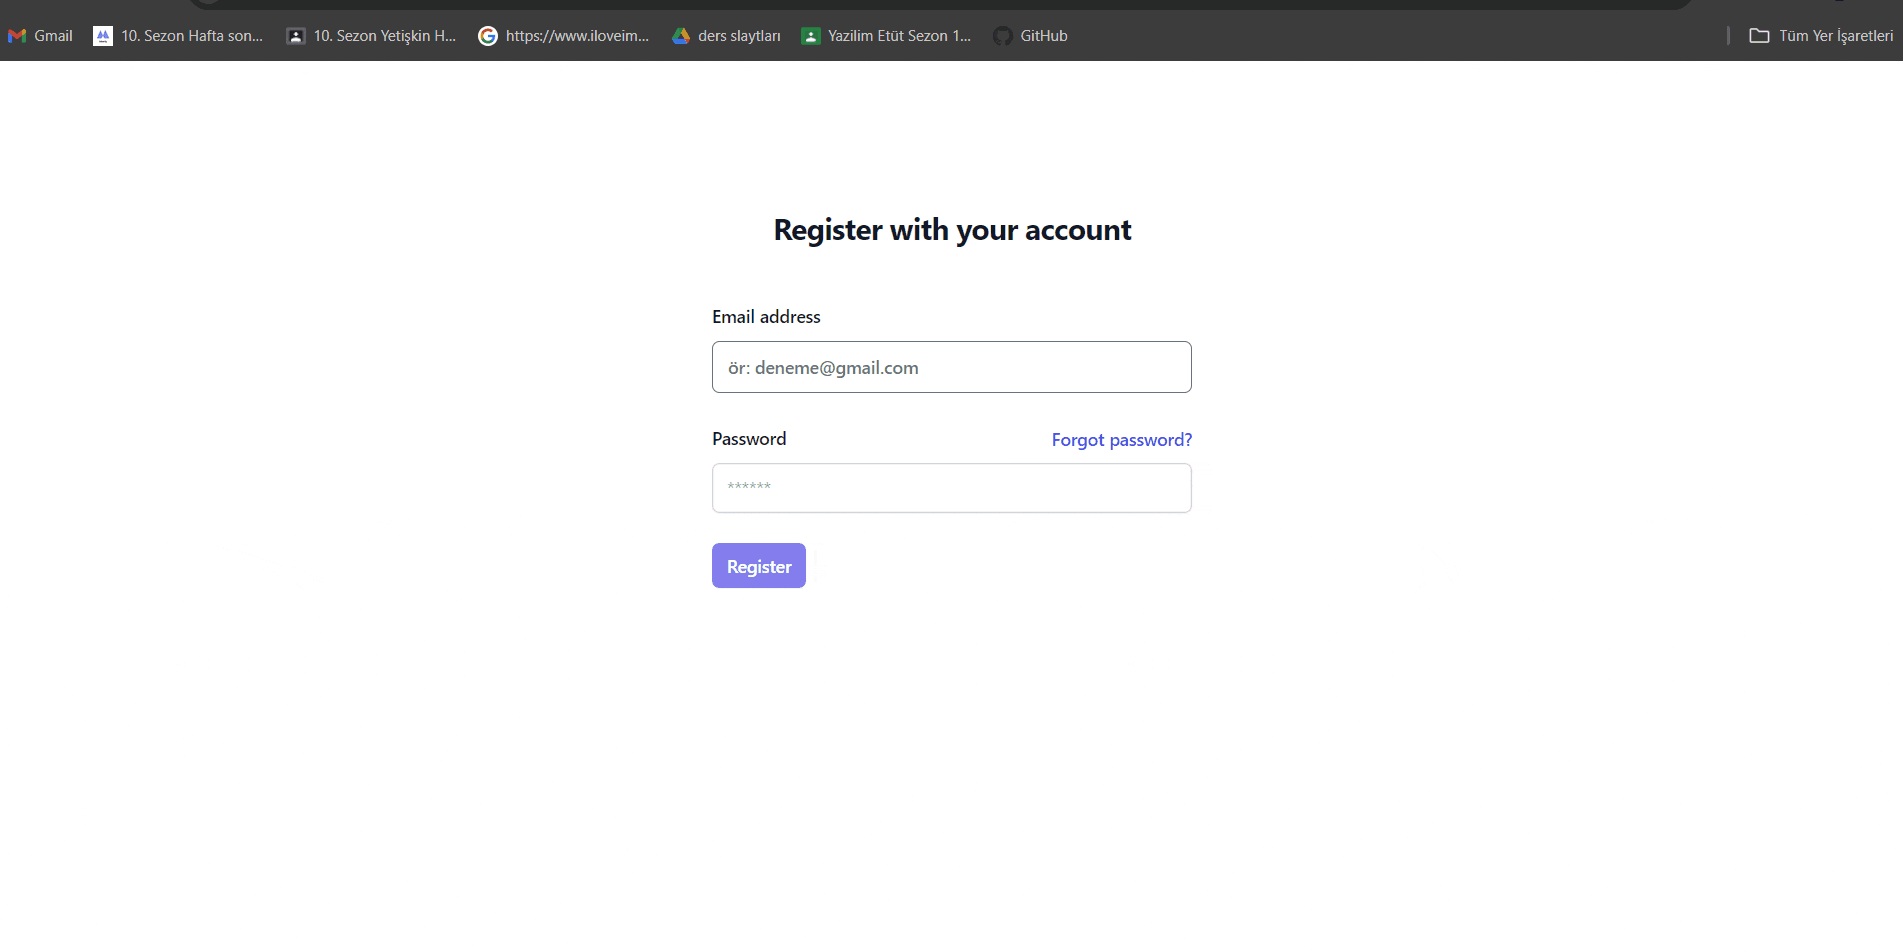 Gmail
10. Sezon Hafta son...
10. Sezon Yetişkin H...
https://www.iloveim...
ders slaytları
Yazilim Etüt Sezon 1...
GitHub
Tüm Yer İşaretleri
Register with your account
Email address
ör: deneme@gmail.com
Password
Forgot password?
******
Register